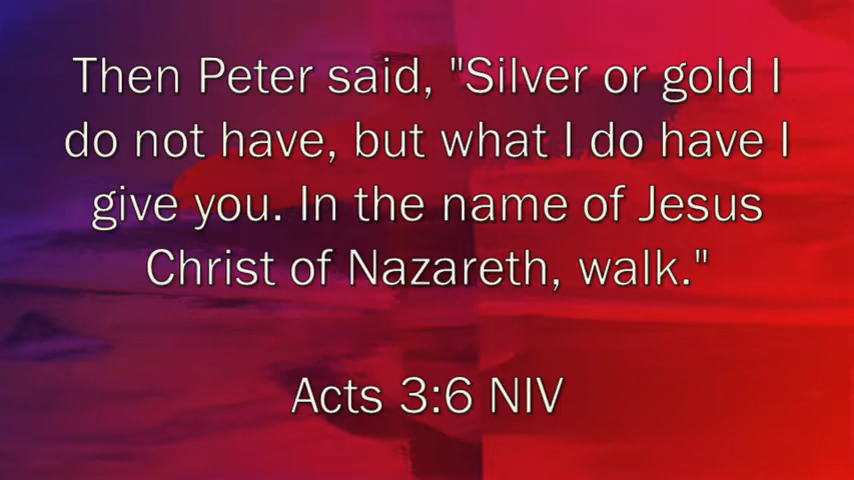 Then Peter said, "Silver or gold I
do not have, but what I do have I
give you. In the name of Jesus
Christ of Nazareth, walk."
Acts 3:6 NIV